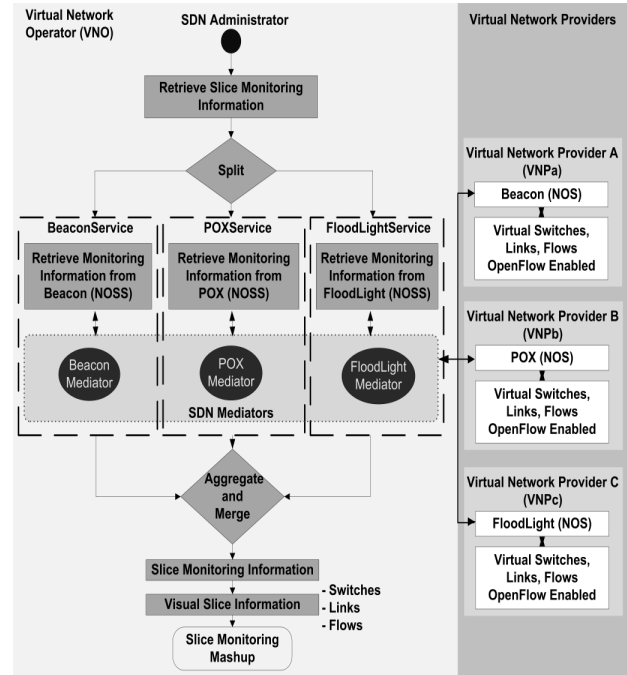 Virtual Network
Operator (VNO)
SDN Administrator
Retrieve Slice Monitoring
Information
Split
BeaconService
Retrieve Monitoring
Information from
Beacon (NOSS)
POXService
Retrieve Monitoring
Information from
POX (NOSS)
FloodLightService
Retrieve Monitoring
Information from
FloodLight (NOSS)
Beacon
Mediator
POX
Mediator
FloodLight
Mediator
SDN Mediators
Aggregate
and
Merge
Slice Monitoring Information
Visual Slice Information
- Switches
- Links
- Flows
Slice Monitoring
Mashup
Virtual Network Providers
Virtual Network Provider A
(VNPa)
Beacon (NOS)
Virtual Switches,
Links, Flows
OpenFlow Enabled
Virtual Network Provider B
(VNPb)
POX (NOS)
Virtual Switches,
Links, Flows
OpenFlow Enabled
Virtual Network Provider C
(VNPc)
FloodLight (NOS)
Virtual Switches,
Links, Flows
OpenFlow Enabled